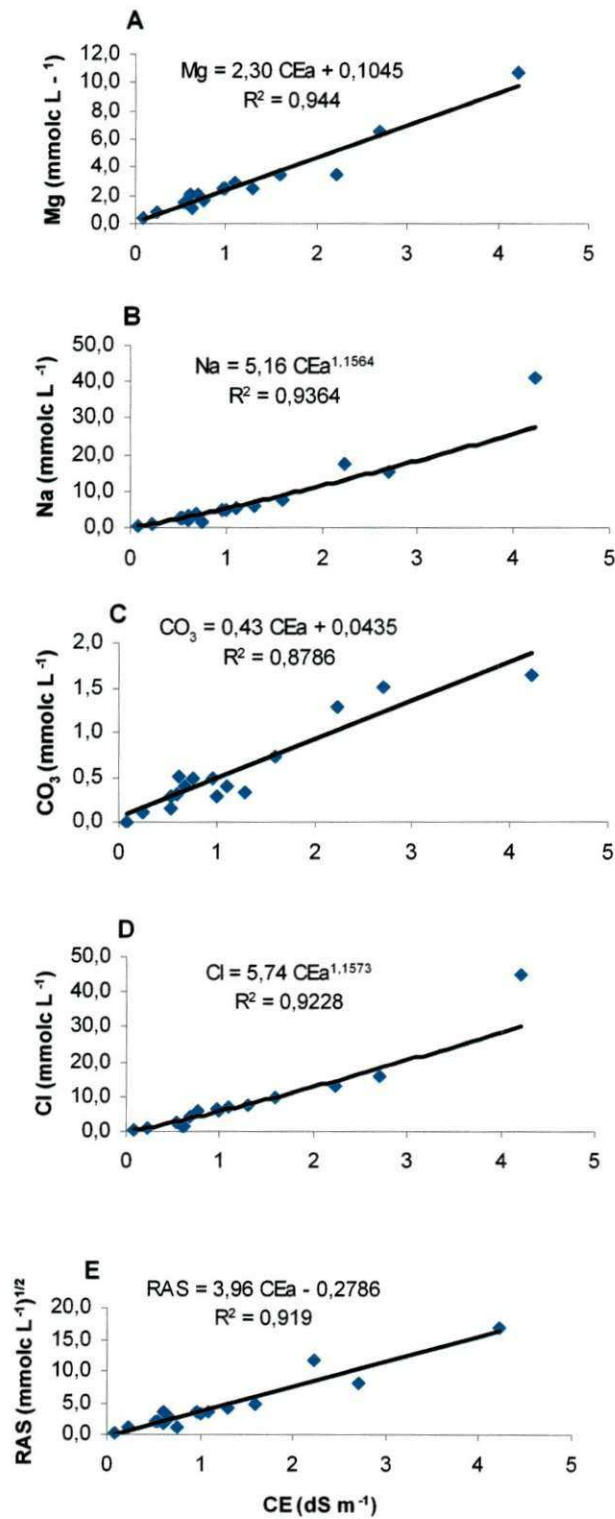 A
Mg = 2,30 CEa + 0,1045
R² = 0,944
Mg (mmolc L - ¹)
12,0
10,0
8,0
6,0
4,0
2,0
0,0
0 1 2 3 4 5
B
Na = 5,16 CEa¹,¹⁵⁶⁴
R² = 0,9364
Na (mmolc L ⁻¹)
50,0
40,0
30,0
20,0
10,0
0,0
0 1 2 3 4 5
C
CO₃ = 0,43 CEa + 0,0435
R² = 0,8786
CO₃ (mmolc L⁻¹)
2,0
1,5
1,0
0,5
0,0
0 1 2 3 4 5
D
Cl = 5,74 CEa¹,¹⁵⁷³
R² = 0,9228
Cl (mmolc L⁻¹)
50,0
40,0
30,0
20,0
10,0
0,0
0 1 2 3 4 5
E
RAS = 3,96 CEa - 0,2786
R² = 0,919
RAS (mmolc L⁻¹)¹/²
20,0
15,0
10,0
5,0
0,0
0 1 2 3 4 5
CE (dS m⁻¹)